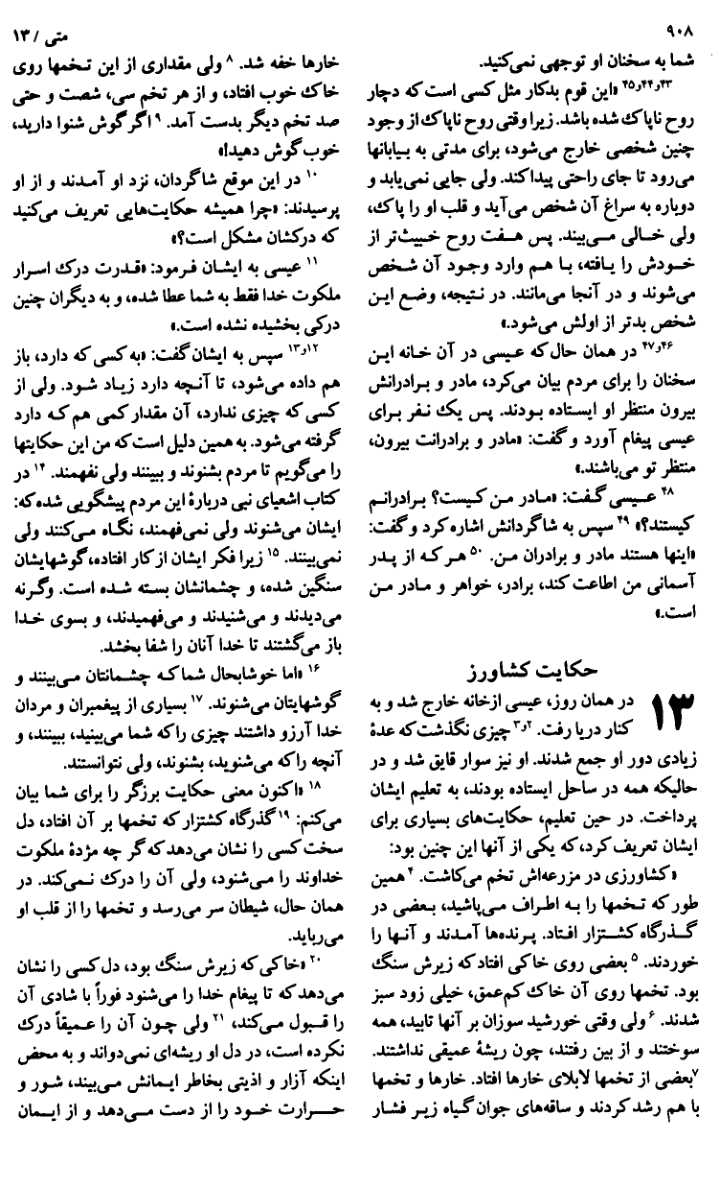 ۹۰۸
متی / ۱۳
شما به سخنان او توجهی نمی‌کنید.
۴۳و۴۴و۴۵ «این قوم بدکار مثل کسی است که دچار
روح ناپاک شده باشد. زیرا وقتی روح ناپاک از وجود
چنین شخصی خارج می‌شود، برای مدتی به بیابانها
می‌رود تا جای راحتی پیدا کند. ولی جایی نمی‌یابد و
دوباره به سراغ آن شخص می‌آید و قلب او را پاک،
ولی خالی می‌بیند. پس هفت روح خبیث‌تر از
خودش را یافته، با هم وارد وجود آن شخص
می‌شوند و در آنجا می‌مانند. در نتیجه، وضع این
شخص بدتر از اولش می‌شود.»
۴۶و۴۷ در همان حال که عیسی در آن خانه این
سخنان را برای مردم بیان می‌کرد، مادر و برادرانش
بیرون منتظر او ایستاده بودند. پس یک نفر برای
عیسی پیغام آورد و گفت: «مادر و برادرانت بیرون،
منتظر تو می‌باشند.»
۴۸ عیسی گفت: «مادر من کیست؟ برادرانم
کیستند؟» ۴۹ سپس به شاگردانش اشاره کرد و گفت:
«اینها هستند مادر و برادران من. ۵۰ هر که از پدر
آسمانی من اطاعت کند، برادر، خواهر و مادر من
است.»
حکایت کشاورز
۱۳ در همان روز، عیسی از خانه خارج شد و به
کنار دریا رفت. ۲و۳ چیزی نگذشت که عدهٔ
زیادی دور او جمع شدند. او نیز سوار قایق شد و در
حالیکه همه در ساحل ایستاده بودند، به تعلیم ایشان
پرداخت. در حین تعلیم، حکایت‌های بسیاری برای
ایشان تعریف کرد، که یکی از آنها این چنین بود:
«کشاورزی در مزرعه‌اش تخم می‌کاشت. ۴ همین
طور که تخمها را به اطراف می‌پاشید، بعضی در
گذرگاه کشتزار افتاد. پرنده‌ها آمدند و آنها را
خوردند. ۵ بعضی روی خاکی افتاد که زیرش سنگ
بود. تخمها روی آن خاک کم‌عمق، خیلی زود سبز
شدند. ۶ ولی وقتی خورشید سوزان بر آنها تابید، همه
سوختند و از بین رفتند، چون ریشهٔ عمیقی نداشتند.
۷بعضی از تخمها لابلای خارها افتاد. خارها و تخمها
با هم رشد کردند و ساقه‌های جوان گیاه زیر فشار
خارها خفه شد. ۸ ولی مقداری از این تخمها روی
خاک خوب افتاد، و از هر تخم سی، شصت و حتی
صد تخم دیگر بدست آمد. ۹ اگر گوش شنوا دارید،
خوب گوش دهید!»
۱۰ در این موقع شاگردان، نزد او آمدند و از او
پرسیدند: «چرا همیشه حکایت‌هایی تعریف می‌کنید
که درکشان مشکل است؟»
۱۱ عیسی به ایشان فرمود: «قدرت درک اسرار
ملکوت خدا فقط به شما عطا شده، و به دیگران چنین
درکی بخشیده نشده است.»
۱۲و۱۳ سپس به ایشان گفت: «به کسی که دارد، باز
هم داده می‌شود، تا آنچه دارد زیاد شود. ولی از
کسی که چیزی ندارد، آن مقدار کمی هم که دارد
گرفته می‌شود. به همین دلیل است که من این حکایتها
را می‌گویم تا مردم بشنوند و ببینند ولی نفهمند. ۱۴ در
کتاب اشعیای نبی دربارهٔ این مردم پیشگویی شده که:
ایشان می‌شنوند ولی نمی‌فهمند، نگاه می‌کنند ولی
نمی‌بینند. ۱۵ زیرا فکر ایشان از کار افتاده، گوشهایشان
سنگین شده، و چشمانشان بسته شده است. وگرنه
می‌دیدند و می‌شنیدند و می‌فهمیدند، و بسوی خدا
باز می‌گشتند تا خدا آنان را شفا بخشد.
۱۶ «اما خوشابحال شما که چشمانتان می‌بینند و
گوشهایتان می‌شنوند. ۱۷ بسیاری از پیغمبران و مردان
خدا آرزو داشتند چیزی را که شما می‌بینید، ببینند، و
آنچه را که می‌شنوید، بشنوند، ولی نتوانستند.
۱۸ «اکنون معنی حکایت برزگر را برای شما بیان
می‌کنم: ۱۹ گذرگاه کشتزار که تخمها بر آن افتاد، دل
سخت کسی را نشان می‌دهد که گر چه مژدهٔ ملکوت
خداوند را می‌شنود، ولی آن را درک نمی‌کند. در
همان حال، شیطان سر می‌رسد و تخمها را از قلب او
می‌رباید.
۲۰ «خاکی که زیرش سنگ بود، دل کسی را نشان
می‌دهد که تا پیغام خدا را می‌شنود فوراً با شادی آن
را قبول می‌کند، ۲۱ ولی چون آن را عمیقاً درک
نکرده است، در دل او ریشه‌ای نمی‌دواند و به محض
اینکه آزار و اذیتی بخاطر ایمانش می‌بیند، شور و
حرارت خود را از دست می‌دهد و از ایمان